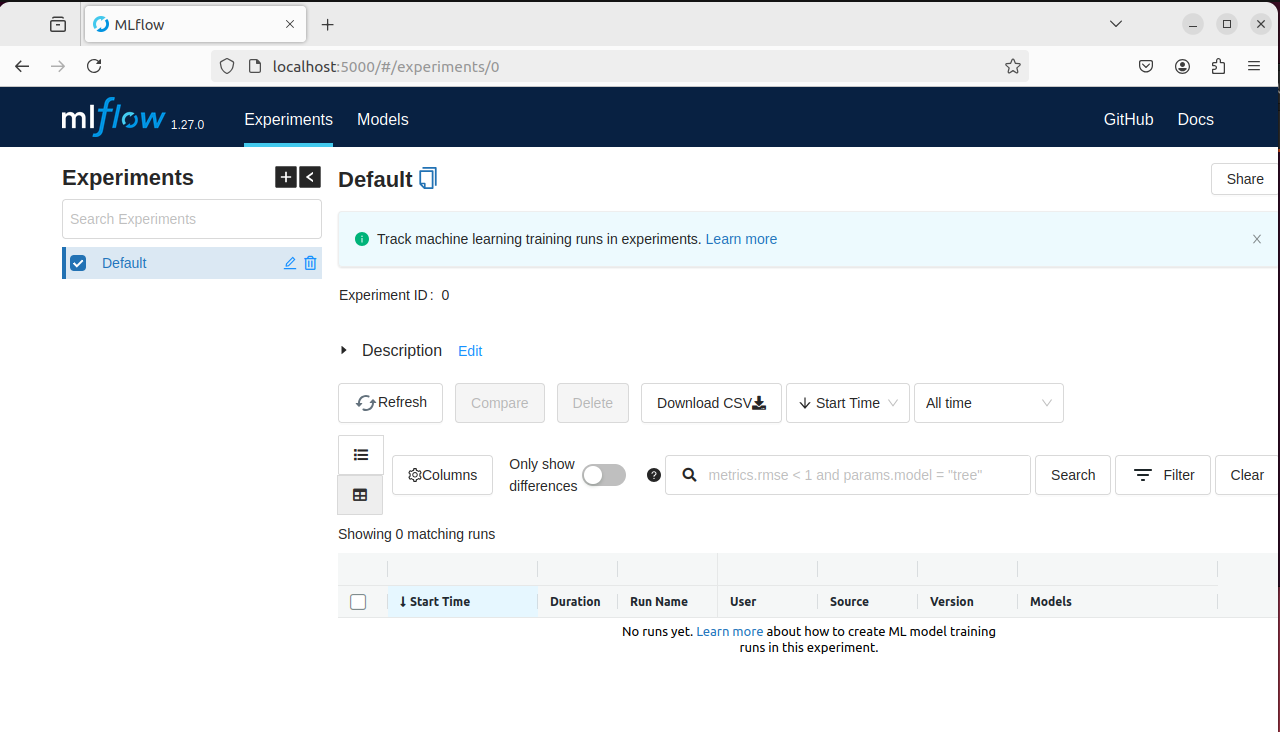 MLflow
localhost:5000/#/experiments/0
mlflow 1.27.0 Experiments Models GitHub Docs
Experiments
Search Experiments
Default
Default
Share
Track machine learning training runs in experiments. Learn more
Experiment ID: 0
Description Edit
Refresh Compare Delete Download CSV Start Time All time
Columns
Only show
differences
metrics.rmse < 1 and params.model = "tree"
Search Filter Clear
Showing 0 matching runs
Start Time Duration Run Name User Source Version Models
No runs yet. Learn more about how to create ML model training
runs in this experiment.